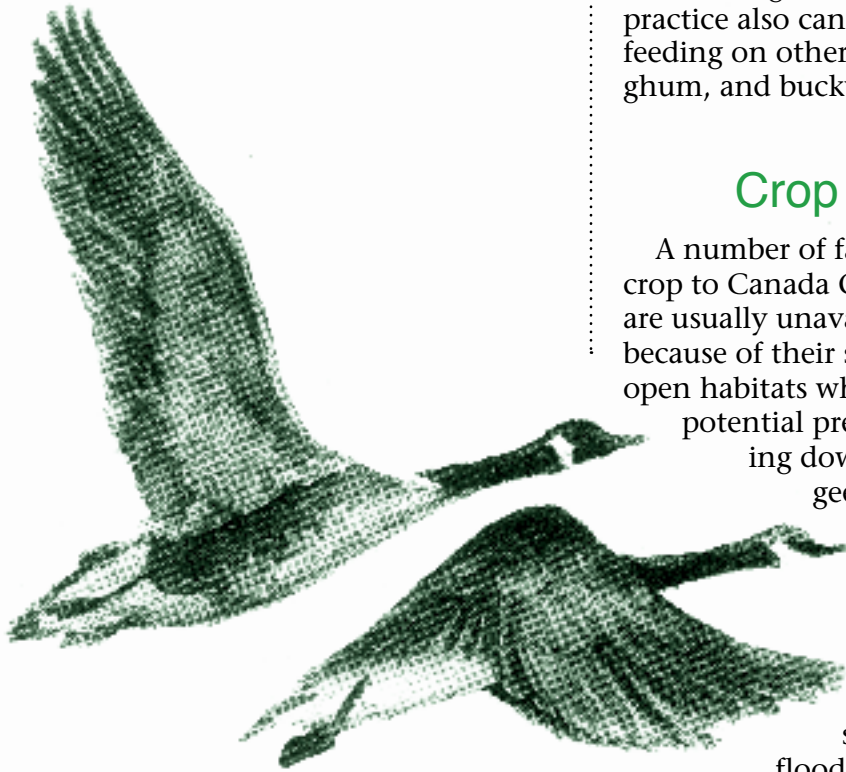 practice also can
feeding on other
ghum, and buckw
Crop
A number of fa
crop to Canada G
are usually unava
because of their s
open habitats wh
potential pre
ing dow
gee
s
flood